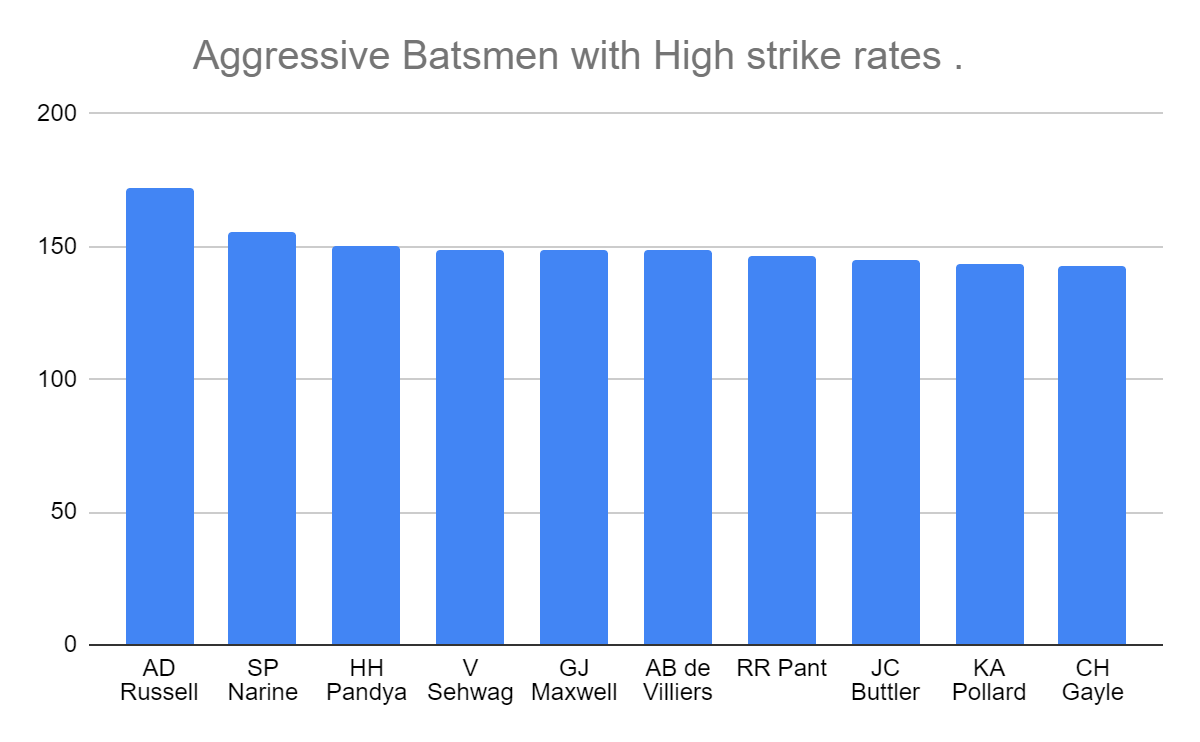 Aggressive Batsmen with High strike rates .
200
150
100
50
0
AD
Russell
SP
Narine
HH
Pandya
V
Sehwag
GJ
Maxwell
AB de
Villiers
RR Pant
JC
Buttler
KA
Pollard
CH
Gayle